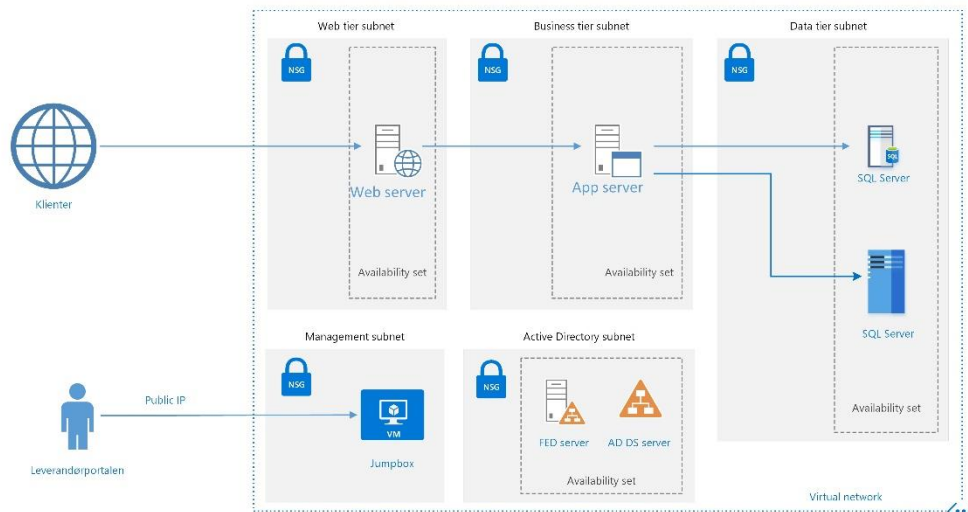 Web tier subnet
Business tier subnet
Data tier subnet
NSG
NSG
NSG
Klienter
Web server
App server
SQL
SQL Server
Availability set
Availability set
SQL Server
Management subnet
Active Directory subnet
NSG
NSG
Public IP
VM
Jumpbox
Leverandørportalen
FED server
AD DS server
Availability set
Availability set
Virtual network